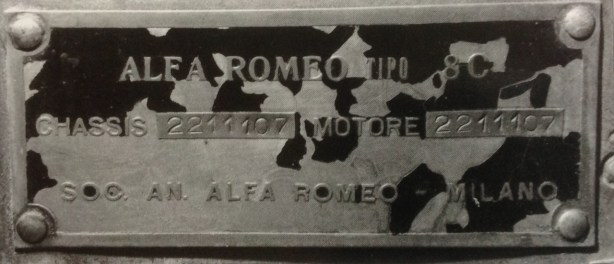 ALFA ROMEO TIPO 8C
CHASSIS 2211107 MOTORE 2211107
SOC. AN. ALFA ROMEO - MILANO